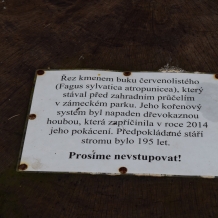 Řez kmenem buku červenolistého
(Fagus sylvatica atropunicea), který
stával před zahradním průčelím
v zámeckém parku. Jeho kořenový
systém byl napaden dřevokaznou
houbou, která zapříčinila v roce 2014
jeho pokácení. Předpokládané stáří
stromu bylo 195 let.
Prosíme nevstupovat!